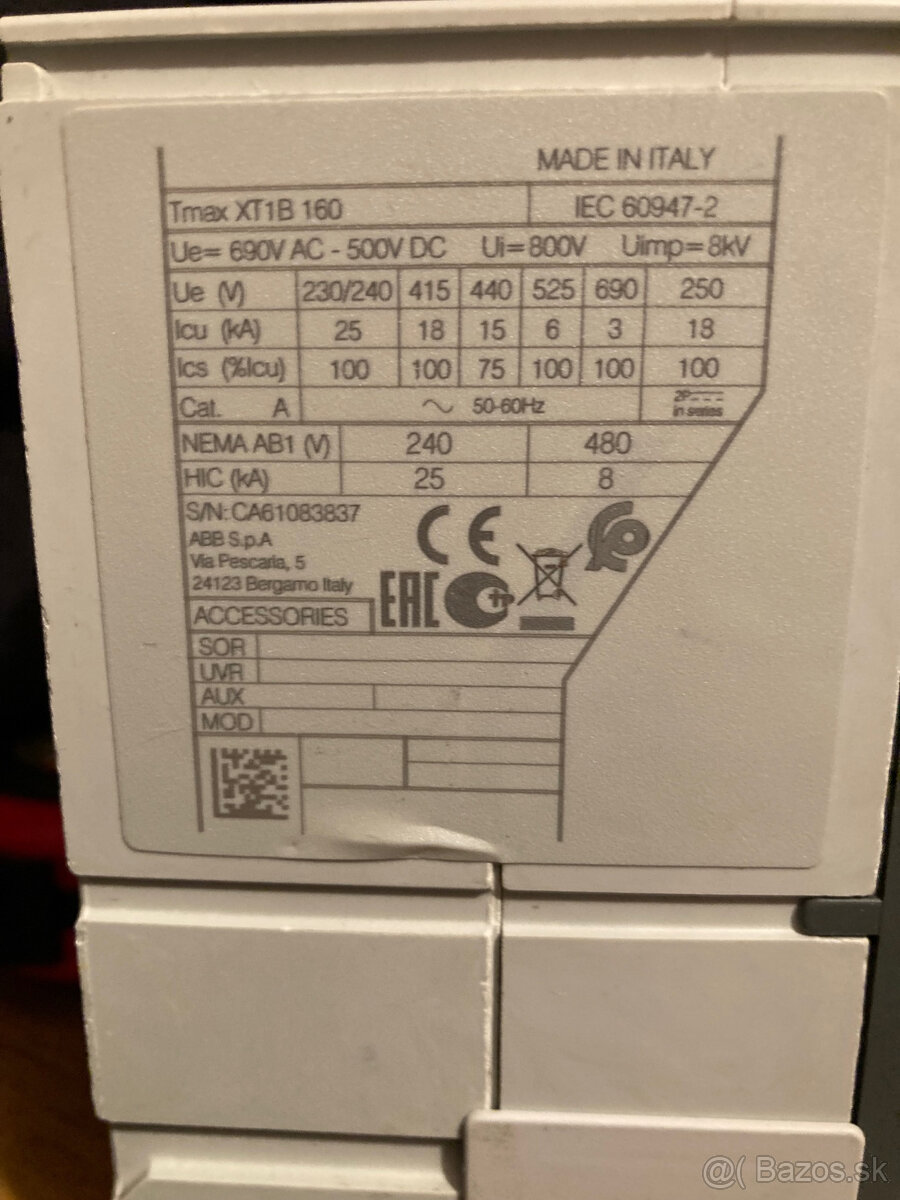 MADE IN ITALY
Tmax XT1B 160 IEC 60947-2
Ue= 690V AC - 500V DC Ui=800V Uimp=8kV
Ue (V) 230/240 415 440 525 690 250
Icu (kA) 25 18 15 6 3 18
Ics (%Icu) 100 100 75 100 100 100
Cat. A ~ 50-60Hz 2P
in series
NEMA AB1 (V) 240 480
HIC (kA) 25 8
S/N: CA61083837
ABB S.p.A
Via Pescaria, 5
24123 Bergamo Italy
CE
EAC
ACCESSORIES
SOR
UVR
AUX
MOD
@( Bazos.sk